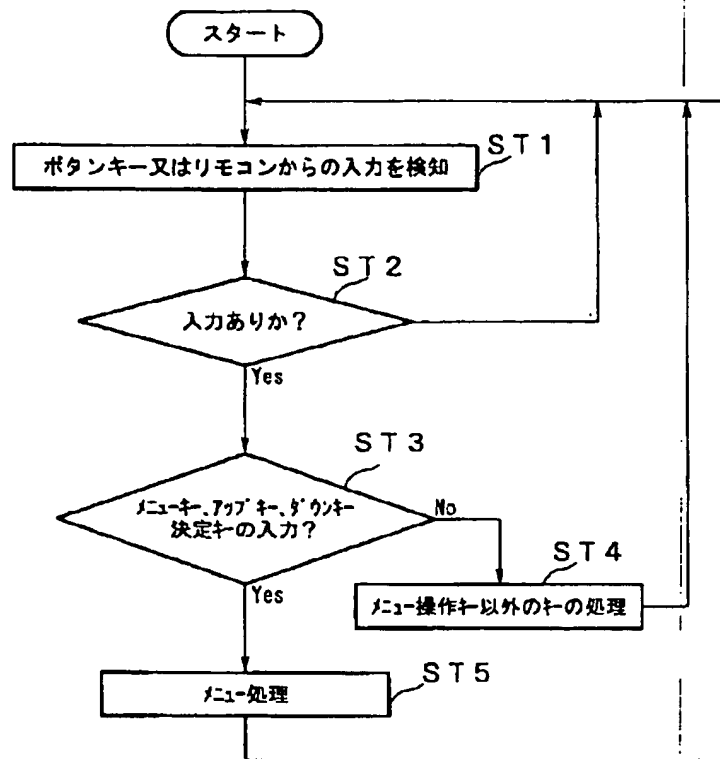 スタート
ボタンキー又はリモコンからの入力を検知
ST1
ST2
入力ありか?
Yes
ST3
メニューキー、アップキー、ダウンキー
決定キーの入力?
No
Yes
ST4
メニュー操作キー以外のキーの処理
ST5
メニュー処理